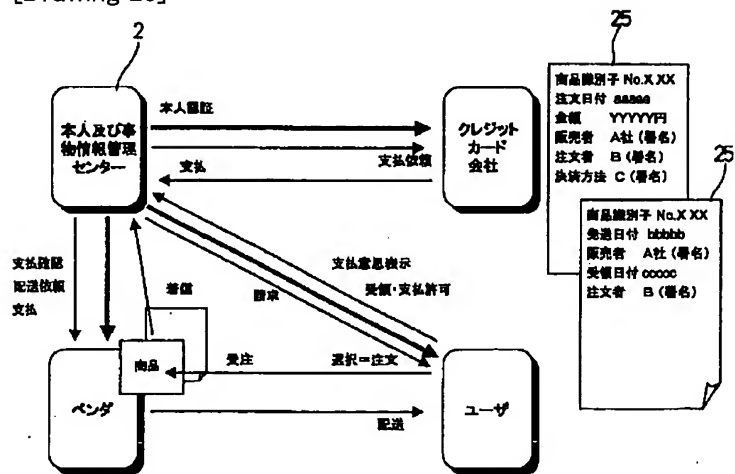 2
25
本人及び事
物情報管理
センター
本人認証
クレジット
カード
会社
支払
支払依頼
商品識別子 No.X XX
注文日付 aaaaa
金額 YYYYY円
販売者 A社(署名)
注文者 B(署名)
決済方法 C(署名)
25
商品識別子 No.X XX
発送日付 bbbbb
販売者 A社(署名)
受領日付 ccccc
注文者 B(署名)
支払確認
配送依頼
支払
着信
請求
支払意思表示
受領・支払許可
商品
受注
選択=注文
ベンダ
ユーザ
配送